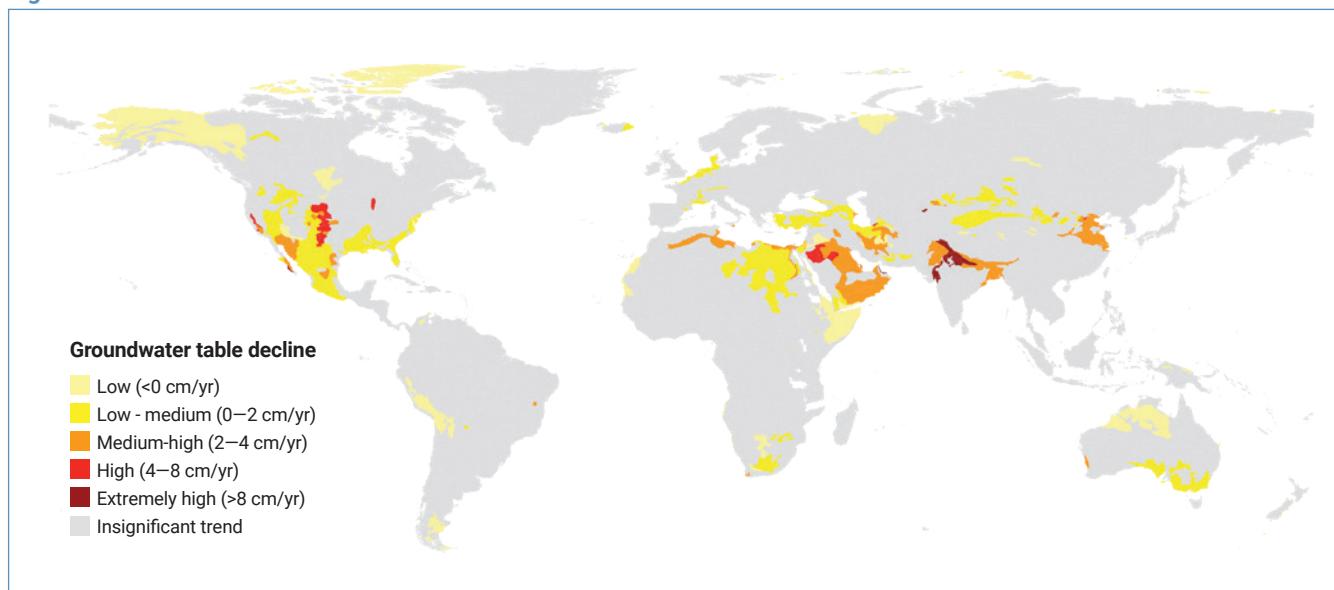 Groundwater table decline
Low (<0 cm/yr)
Low - medium (0—2 cm/yr)
Medium-high (2—4 cm/yr)
High (4—8 cm/yr)
Extremely high (>8 cm/yr)
Insignificant trend